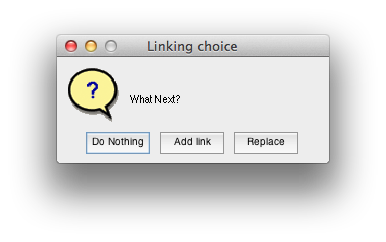 Linking choice
?
What Next?
Do Nothing Add link Replace